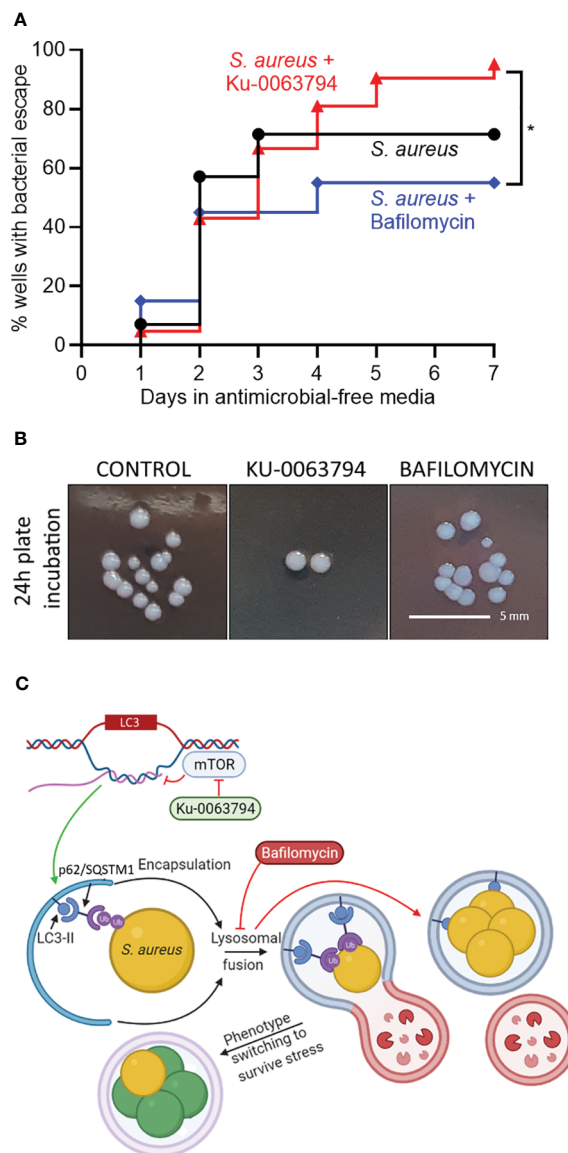 A
100
80
60
40
20
0
% wells with bacterial escape
S. aureus +
Ku-0063794
*
S. aureus
S. aureus +
Bafilomycin
0 1 2 3 4 5 6 7
Days in antimicrobial-free media
B
CONTROL KU-0063794 BAFILOMYCIN
24h plate
incubation
5 mm
C
LC3
mTOR
Ku-0063794
Bafilomycin
p62/SQSTM1 Encapsulation
Ub Ub
LC3-II
S. aureus
Lysosomal
fusion
Ub Ub
Phenotype
switching to
survive stress